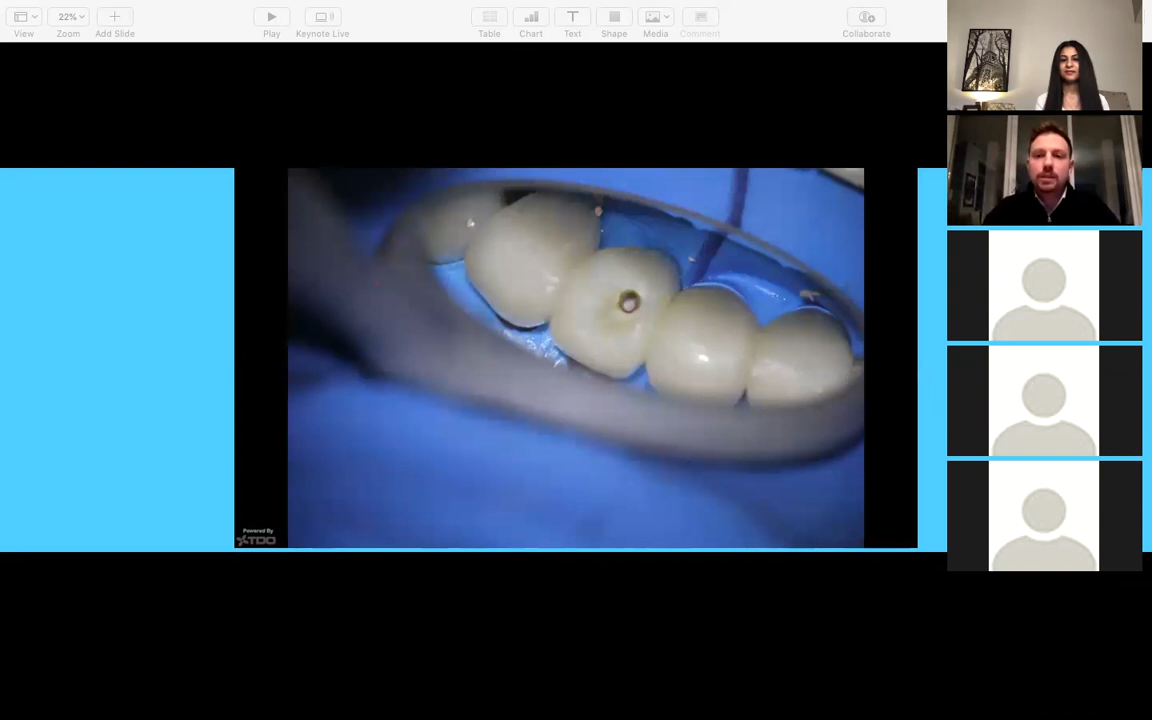 22%
View
Zoom
Add Slide
Play
Keynote Live
Table
Chart
Text
Shape
Media
Comment
Collaborate
Powered By
TDO